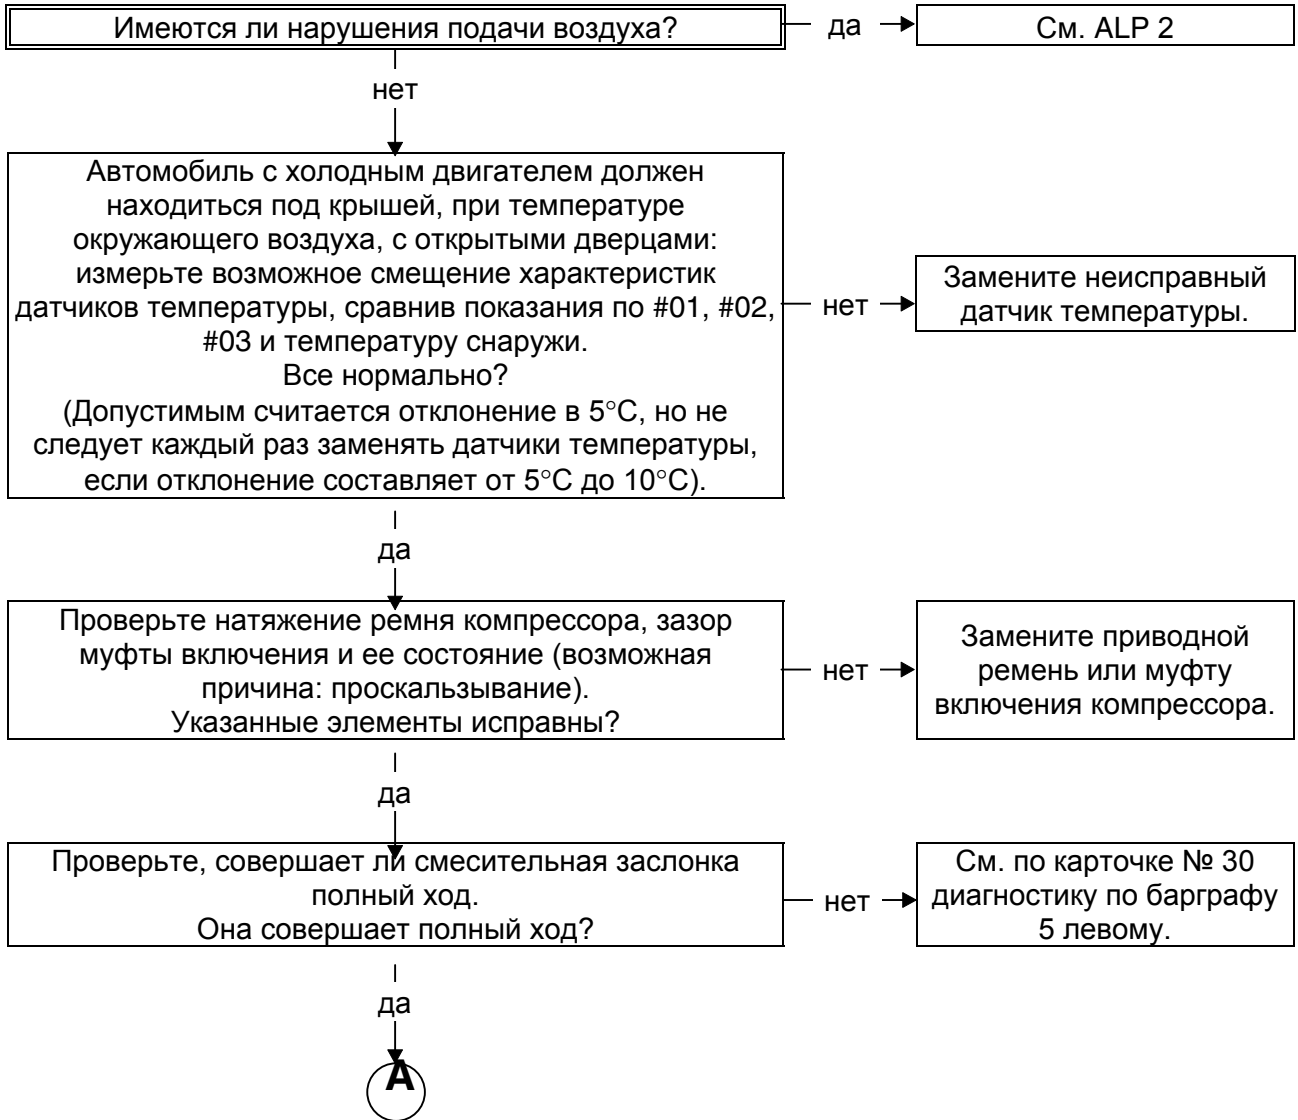 Имеются ли нарушения подачи воздуха?
да
См. ALP 2
нет
Автомобиль с холодным двигателем должен
находиться под крышей, при температуре
окружающего воздуха, с открытыми дверцами:
измерьте возможное смещение характеристик
датчиков температуры, сравнив показания по #01, #02,
#03 и температуру снаружи.
Все нормально?
(Допустимым считается отклонение в 5°C, но не
следует каждый раз заменять датчики температуры,
если отклонение составляет от 5°C до 10°C).
нет
Замените неисправный
датчик температуры.
да
Проверьте натяжение ремня компрессора, зазор
муфты включения и ее состояние (возможная
причина: проскальзывание).
Указанные элементы исправны?
нет
Замените приводной
ремень или муфту
включения компрессора.
да
Проверьте, совершает ли смесительная заслонка
полный ход.
Она совершает полный ход?
нет
См. по карточке № 30
диагностику по барграфу
5 левому.
да
А